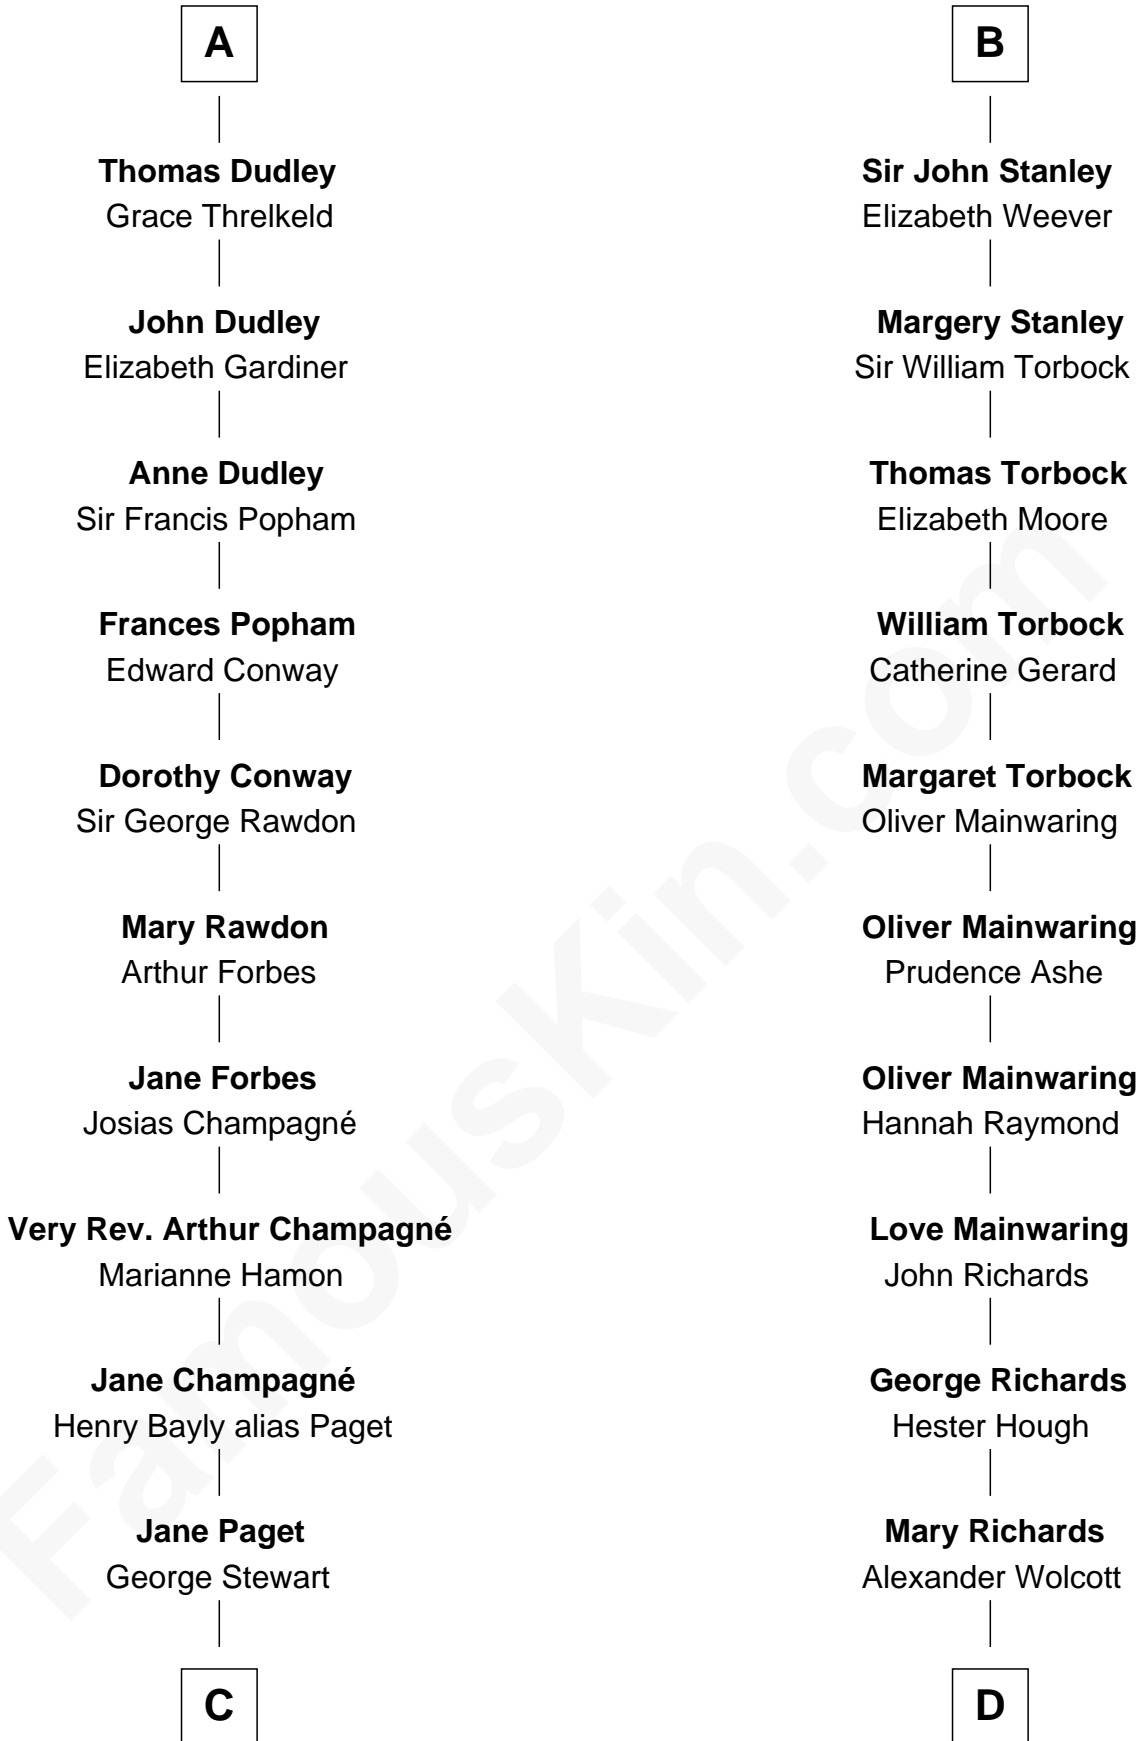 A
Thomas Dudley
Grace Threlkeld
John Dudley
Elizabeth Gardiner
Anne Dudley
Sir Francis Popham
Frances Popham
Edward Conway
Dorothy Conway
Sir George Rawdon
Mary Rawdon
Arthur Forbes
Jane Forbes
Josias Champagné
Very Rev. Arthur Champagné
Marianne Hamon
Jane Champagné
Henry Bayly alias Paget
Jane Paget
George Stewart
C
B
Sir John Stanley
Elizabeth Weever
Margery Stanley
Sir William Torbock
Thomas Torbock
Elizabeth Moore
William Torbock
Catherine Gerard
Margaret Torbock
Oliver Mainwaring
Oliver Mainwaring
Prudence Ashe
Oliver Mainwaring
Hannah Raymond
Love Mainwaring
John Richards
George Richards
Hester Hough
Mary Richards
Alexander Wolcott
D
FamousKin.com